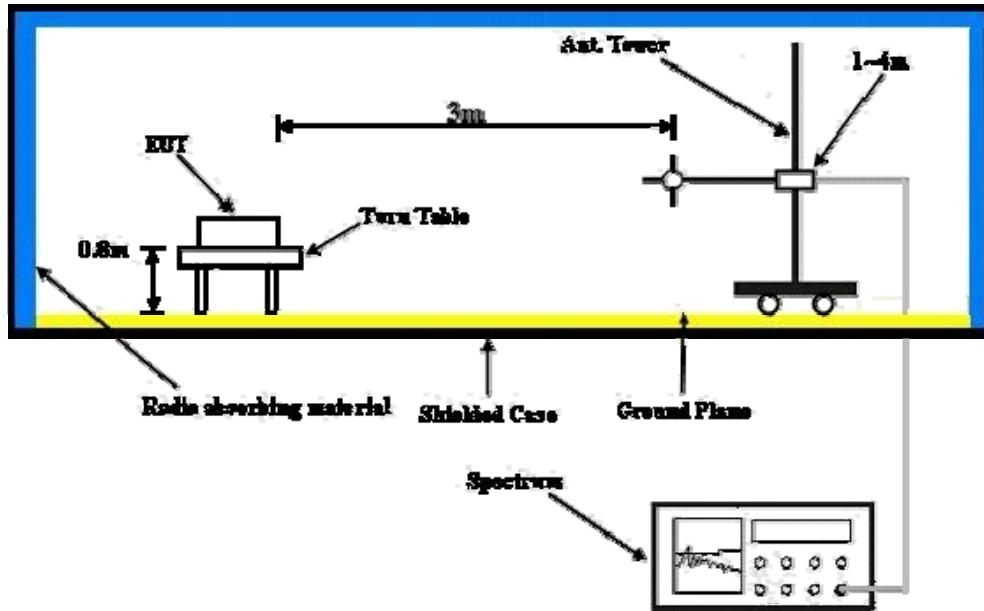 Ant. Tower
1~4m
3m
EUT
Turn Table
0.8m
Radio absorbing material
Shielded Case
Ground Plane
Spectrum